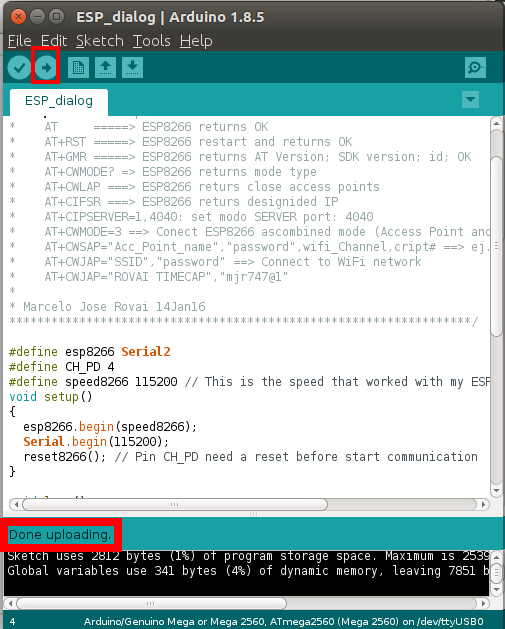 ESP_dialog | Arduino 1.8.5
File Edit Sketch Tools Help
ESP_dialog
* AT =====> ESP8266 returns OK
* AT+RST =====> ESP8266 restart and returns OK
* AT+GMR =====> ESP8266 returns AT Version; SDK version; id; OK
* AT+CWMODE? => ESP8266 returns mode type
* AT+CWLAP ===> ESP8266 returs close access points
* AT+CIFSR ===> ESP8266 returs designided IP
* AT+CIPSERVER=1,4040: set modo SERVER port: 4040
* AT+CWMODE=3 ==> Conect ESP8266 ascombined mode (Access Point and
* AT+CWSAP="Acc_Point_name","password",wifi_Channel,cript# ==> ej.
* AT+CWJAP="SSID","password" ==> Connect to WiFi network
* AT+CWJAP="ROVAI TIMECAP","mjr747@1"
*
* Marcelo Jose Rovai 14Jan16
******************************************************************/
#define esp8266 Serial2
#define CH_PD 4
#define speed8266 115200 // This is the speed that worked with my ESP
void setup()
{
esp8266.begin(speed8266);
Serial.begin(115200);
reset8266(); // Pin CH_PD need a reset before start communication
}
Done uploading.
Sketch uses 2812 bytes (1%) of program storage space. Maximum is 2539
Global variables use 341 bytes (4%) of dynamic memory, leaving 7851 b
4 Arduino/Genuino Mega or Mega 2560, ATmega2560 (Mega 2560) on /dev/ttyUSB0